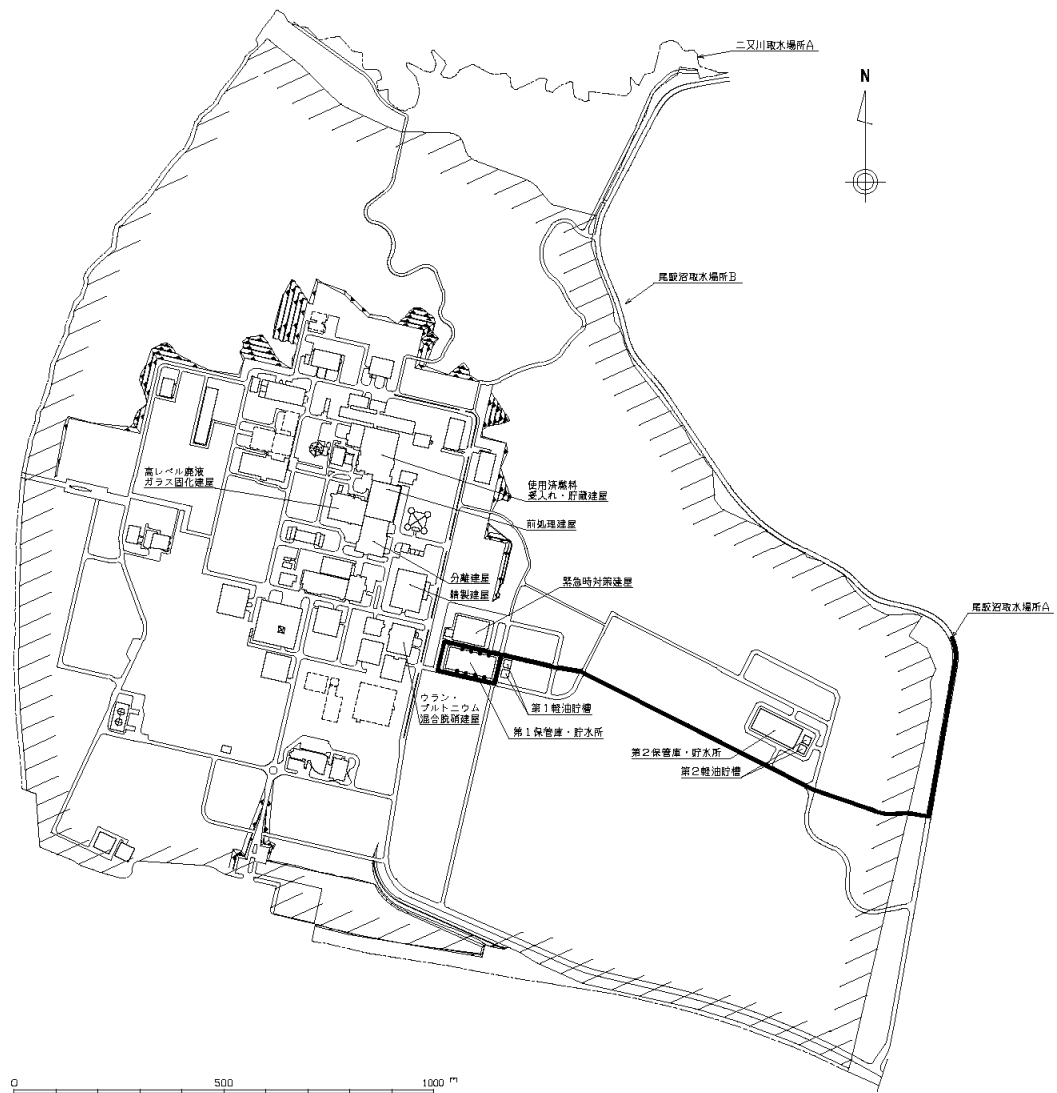 二又川取水場所A
N
尾駮沼取水場所B
高レベル廃液
ガラス固化建屋
使用済燃料
受入れ・貯蔵建屋
前処理建屋
分離建屋
精製建屋
緊急時対策建屋
尾駮沼取水場所A
ウラン・
プルトニウム
混合脱硝建屋
第1軽油貯槽
第1保管庫・貯水所
第2保管庫・貯水所
第2軽油貯槽
0 500 1000 m